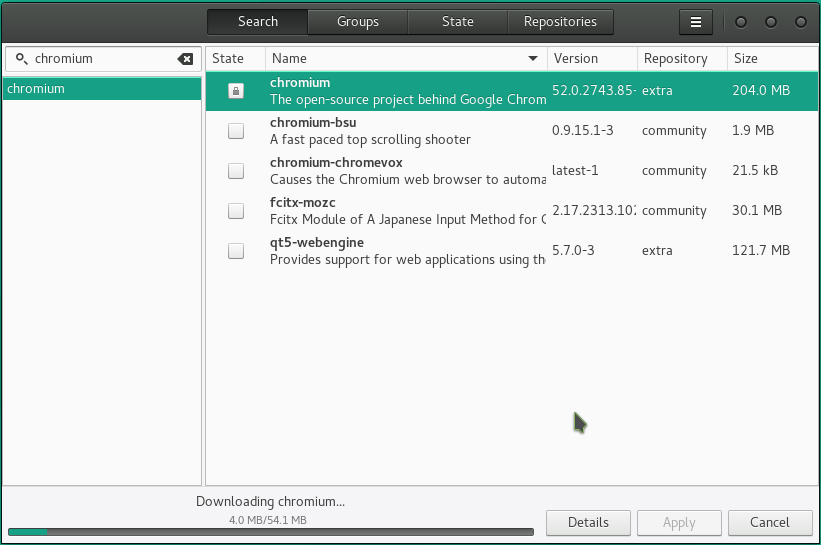 Search Groups State Repositories
chromium
chromium
State Name Version Repository Size
chromium
The open-source project behind Google Chrom 52.0.2743.85- extra 204.0 MB
chromium-bsu
A fast paced top scrolling shooter 0.9.15.1-3 community 1.9 MB
chromium-chromevox
Causes the Chromium web browser to automa latest-1 community 21.5 kB
fcitx-mozc
Fcitx Module of A Japanese Input Method for 2.17.2313.102 community 30.1 MB
qt5-webengine
Provides support for web applications using the 5.7.0-3 extra 121.7 MB
Downloading chromium...
4.0 MB/54.1 MB
Details Apply Cancel